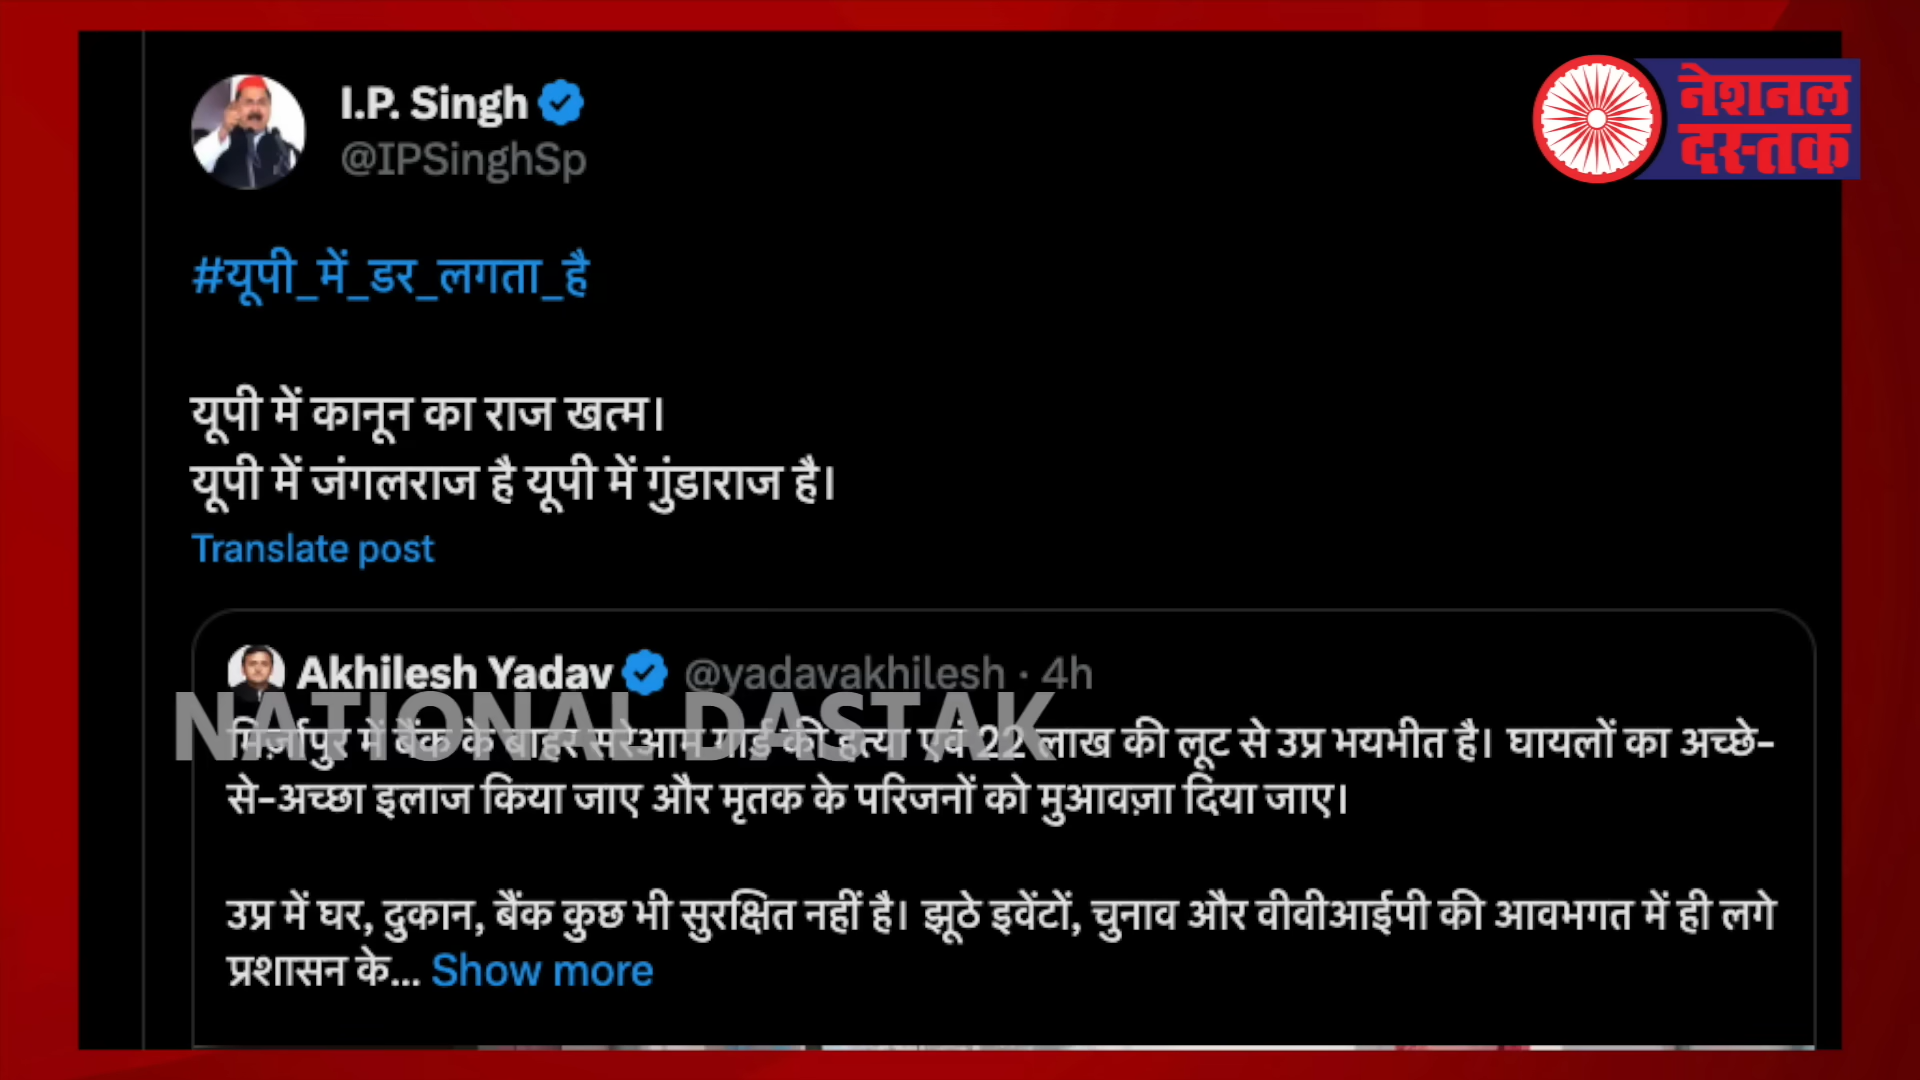 I.P. Singh
@IPSinghSp
नेशनल
दस्तक
#यूपी_में_डर_लगता_है
यूपी में कानून का राज खत्म।
यूपी में जंगलराज है यूपी में गुंडाराज है।
Translate post
Akhilesh Yadav @yadavakhilesh · 4h
NATIONAL DASTAK
मिर्ज़ापुर में बैंक के बाहर सरेआम गार्ड की हत्या एवं 22 लाख की लूट से उप्र भयभीत है। घायलों का अच्छे-
से-अच्छा इलाज किया जाए और मृतक के परिजनों को मुआवज़ा दिया जाए।
उप्र में घर, दुकान, बैंक कुछ भी सुरक्षित नहीं है। झूठे इवेंटों, चुनाव और वीवीआईपी की आवभगत में ही लगे
प्रशासन के... Show more